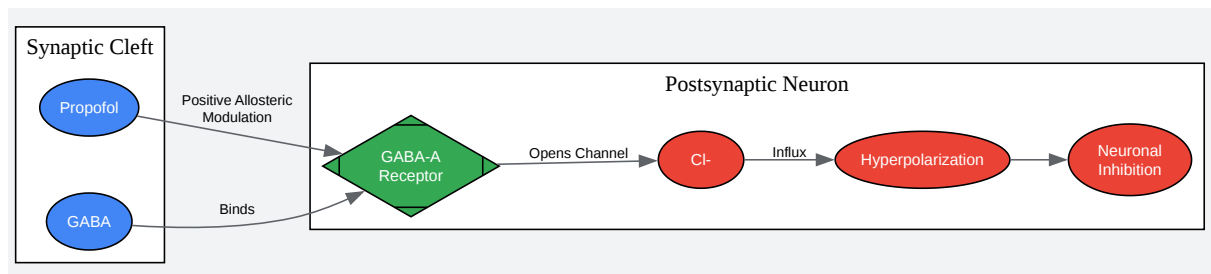 Synaptic Cleft
Propofol
GABA
Positive Allosteric
Modulation
Binds
Postsynaptic Neuron
GABA-A
Receptor
Opens Channel
Cl-
Influx
Hyperpolarization
Neuronal
Inhibition